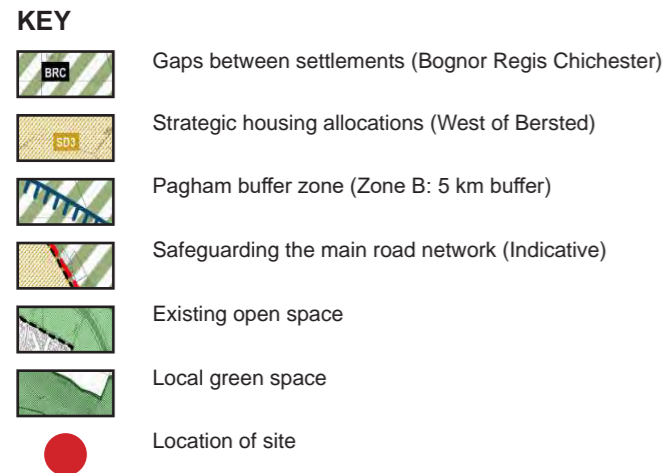 KEY
BRC
Gaps between settlements (Bognor Regis Chichester)
SD3
Strategic housing allocations (West of Bersted)
Pagham buffer zone (Zone B: 5 km buffer)
Safeguarding the main road network (Indicative)
Existing open space
Local green space
Location of site